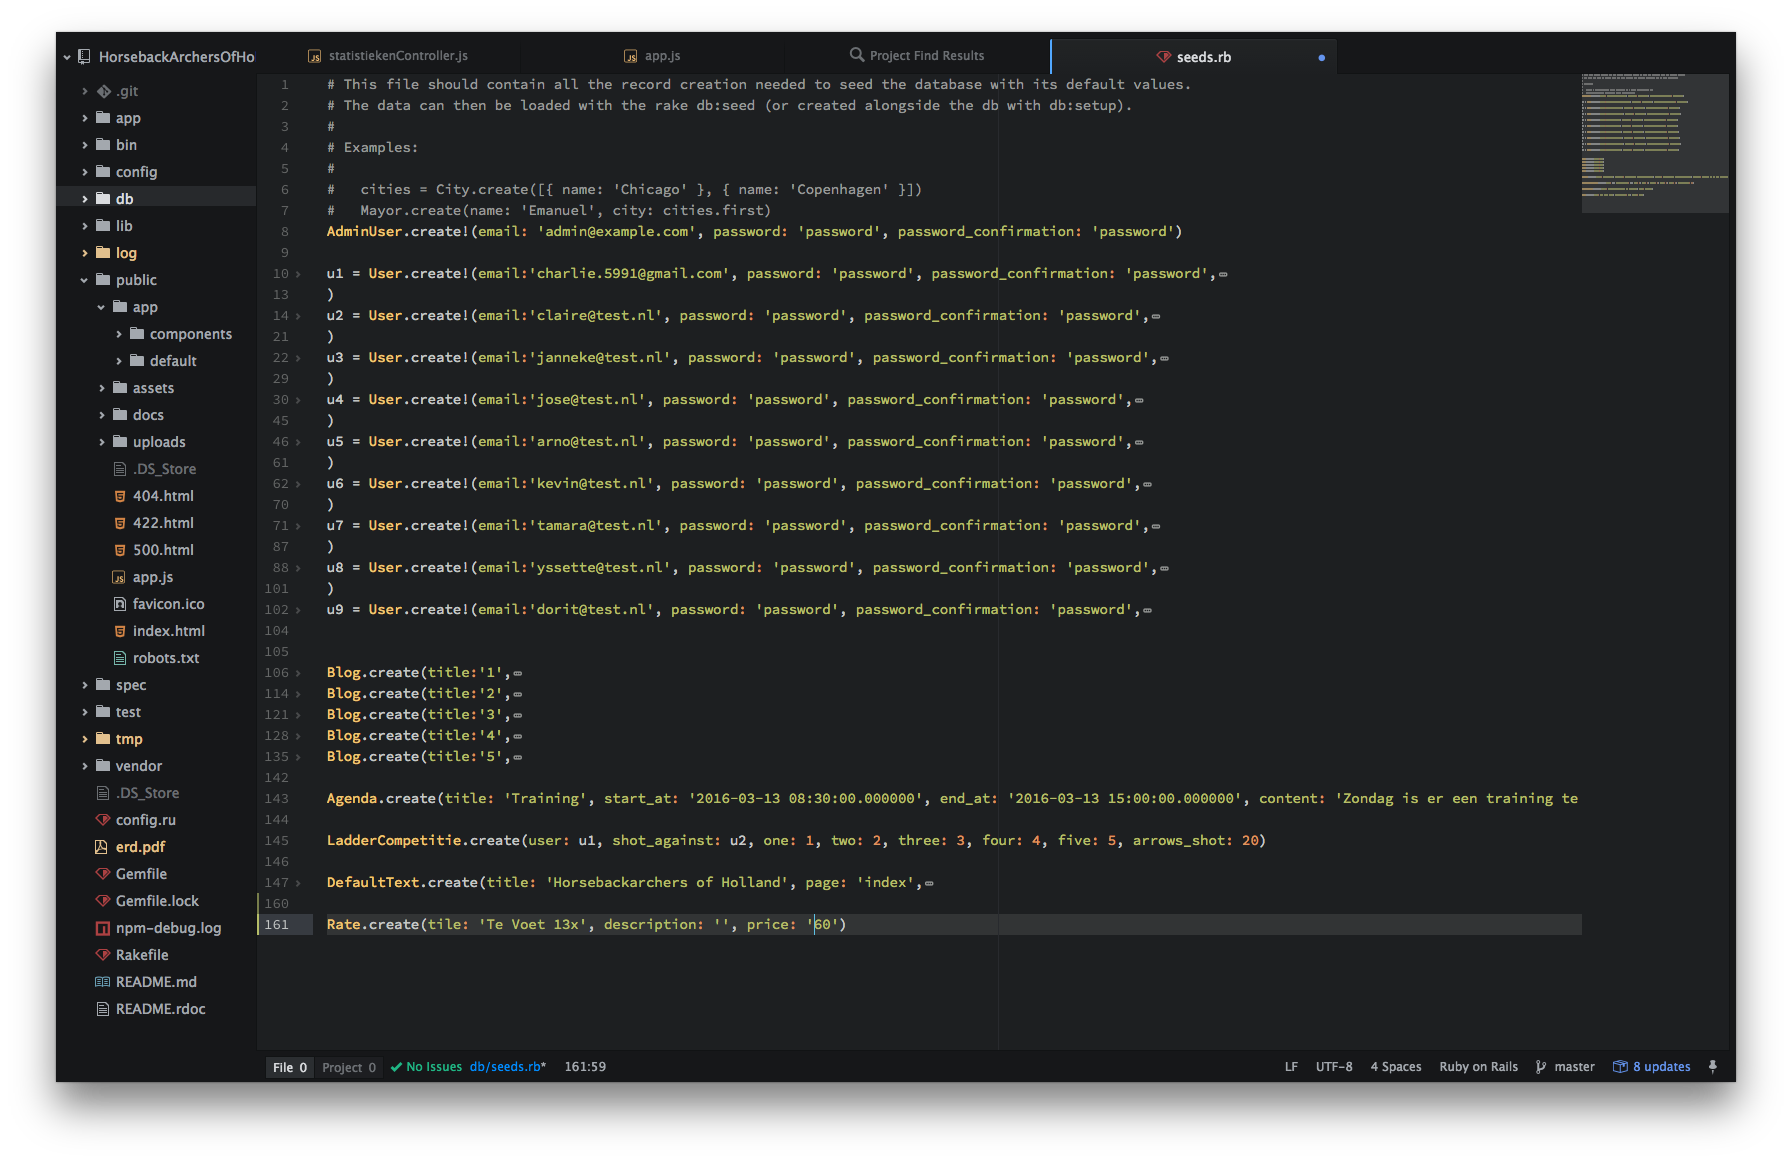 HorsebackArchersOfHol
statistiekenController.js
app.js
Project Find Results
seeds.rb
.git
app
bin
config
db
lib
log
public
app
components
default
assets
docs
uploads
.DS_Store
404.html
422.html
500.html
app.js
favicon.ico
index.html
robots.txt
spec
test
tmp
vendor
.DS_Store
config.ru
erd.pdf
Gemfile
Gemfile.lock
npm-debug.log
Rakefile
README.md
README.rdoc
1 # This file should contain all the record creation needed to seed the database with its default values.
2 # The data can then be loaded with the rake db:seed (or created alongside the db with db:setup).
3 #
4 # Examples:
5 #
6 #   cities = City.create([{ name: 'Chicago' }, { name: 'Copenhagen' }])
7 #   Mayor.create(name: 'Emanuel', city: cities.first)
8 AdminUser.create!(email: 'admin@example.com', password: 'password', password_confirmation: 'password')
9
10 u1 = User.create!(email:'charlie.5991@gmail.com', password: 'password', password_confirmation: 'password',
13 )
14 u2 = User.create!(email:'claire@test.nl', password: 'password', password_confirmation: 'password',
21 )
22 u3 = User.create!(email:'janneke@test.nl', password: 'password', password_confirmation: 'password',
29 )
30 u4 = User.create!(email:'jose@test.nl', password: 'password', password_confirmation: 'password',
45 )
46 u5 = User.create!(email:'arno@test.nl', password: 'password', password_confirmation: 'password',
61 )
62 u6 = User.create!(email:'kevin@test.nl', password: 'password', password_confirmation: 'password',
70 )
71 u7 = User.create!(email:'tamara@test.nl', password: 'password', password_confirmation: 'password',
87 )
88 u8 = User.create!(email:'yssette@test.nl', password: 'password', password_confirmation: 'password',
101 )
102 u9 = User.create!(email:'dorit@test.nl', password: 'password', password_confirmation: 'password',
104
105
106 Blog.create(title:'1',
114 Blog.create(title:'2',
121 Blog.create(title:'3',
128 Blog.create(title:'4',
135 Blog.create(title:'5',
142
143 Agenda.create(title: 'Training', start_at: '2016-03-13 08:30:00.000000', end_at: '2016-03-13 15:00:00.000000', content: 'Zondag is er een training te
144
145 LadderCompetitie.create(user: u1, shot_against: u2, one: 1, two: 2, three: 3, four: 4, five: 5, arrows_shot: 20)
146
147 DefaultText.create(title: 'Horsebackarchers of Holland', page: 'index',
160
161 Rate.create(tile: 'Te Voet 13x', description: '', price: '60')
File 0 Project 0 No Issues db/seeds.rb* 161:59 LF UTF-8 4 Spaces Ruby on Rails master 8 updates